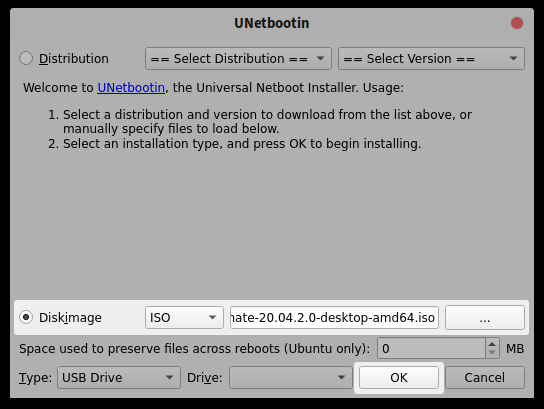 UNetbootin
Distribution == Select Distribution == == Select Version ==
Welcome to UNetbootin, the Universal Netboot Installer. Usage:
1. Select a distribution and version to download from the list above, or
manually specify files to load below.
2. Select an installation type, and press OK to begin installing.
Diskimage ISO ate-20.04.2.0-desktop-amd64.iso ...
Space used to preserve files across reboots (Ubuntu only): 0 MB
Type: USB Drive Drive: OK Cancel